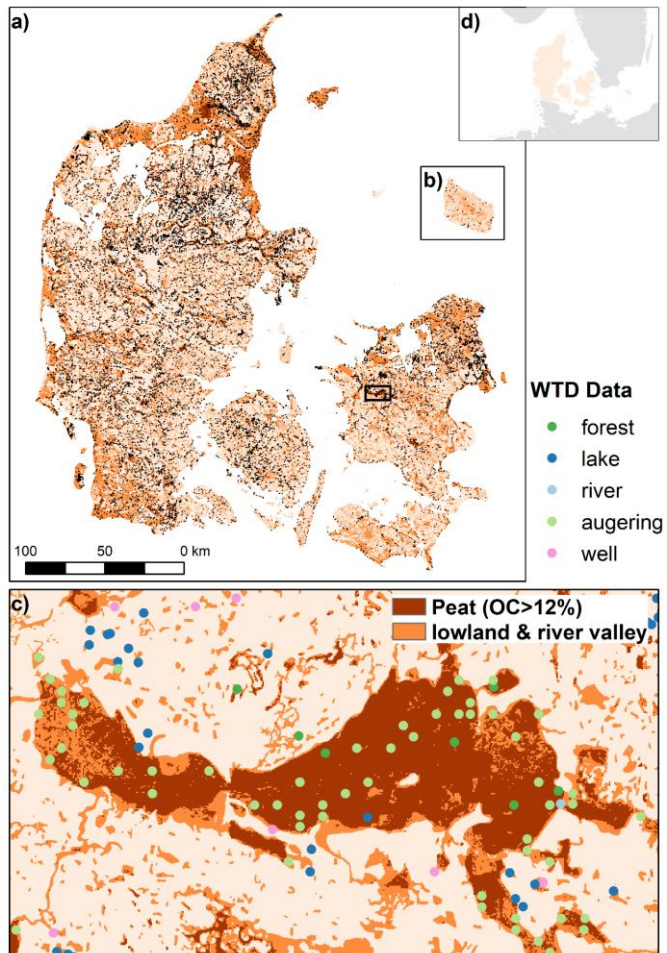 a)
d)
b)
WTD Data
forest
lake
river
augering
well
100 50 0 km
c)
Peat (OC>12%)
lowland & river valley